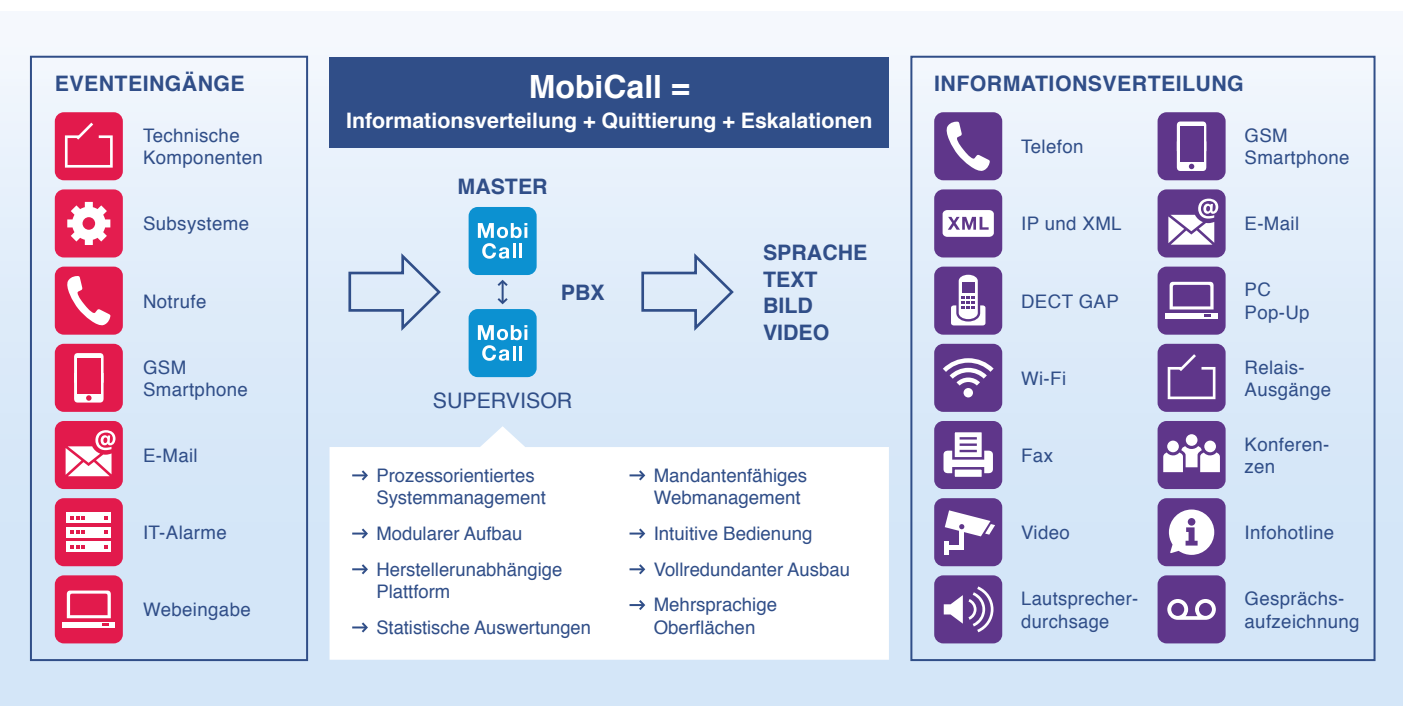 EVENTEINGÄNGE
Technische
Komponenten
Subsysteme
Notrufe
GSM
Smartphone
@
E-Mail
IT-Alarme
Webeingabe
MobiCall =
Informationsverteilung + Quittierung + Eskalationen
MASTER
Mobi
Call
PBX
Mobi
Call
SUPERVISOR
SPRACHE
TEXT
BILD
VIDEO
→ Prozessorientiertes
Systemmanagement
→ Modularer Aufbau
→ Herstellerunabhängige
Plattform
→ Statistische Auswertungen
→ Mandantenfähiges
Webmanagement
→ Intuitive Bedienung
→ Vollredundanter Ausbau
→ Mehrsprachige
Oberflächen
INFORMATIONSVERTEILUNG
Telefon
XML
IP und XML
DECT GAP
Wi-Fi
Fax
Video
Lautsprecher-
durchsage
GSM
Smartphone
@
E-Mail
PC
Pop-Up
Relais-
Ausgänge
Konferen-
zen
i
Infohotline
Gesprächs-
aufzeichnung